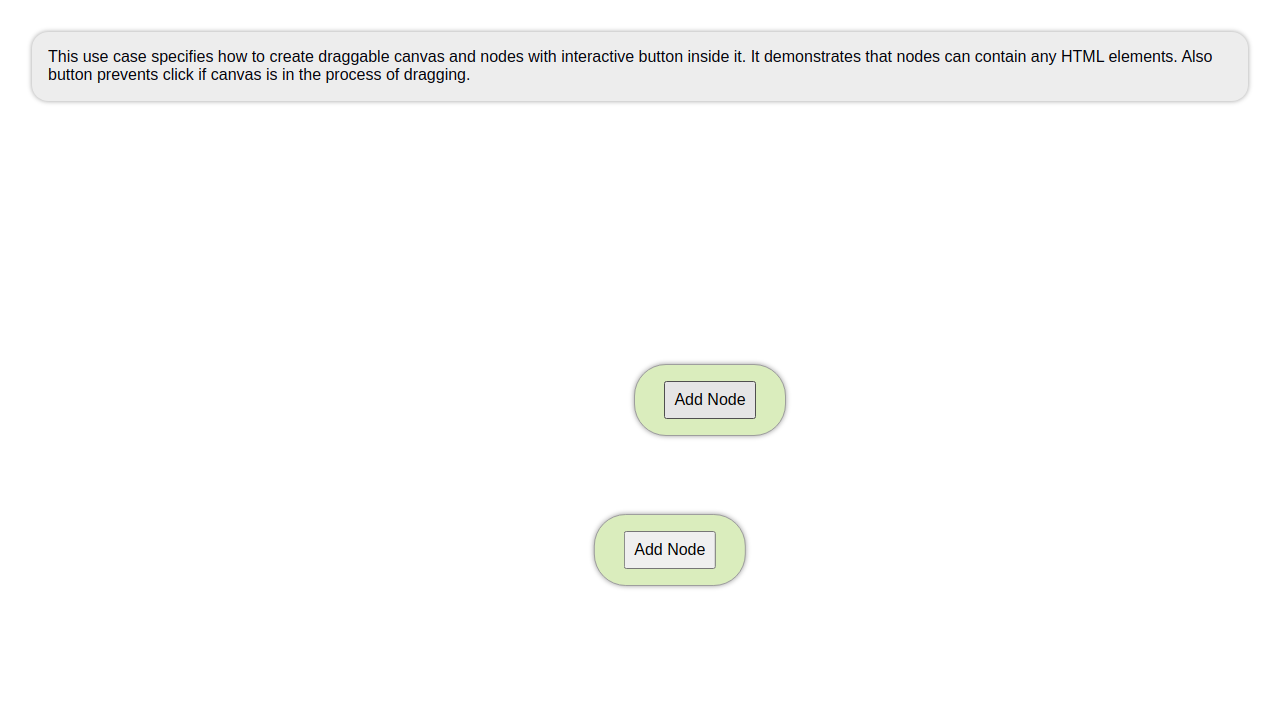 This use case specifies how to create draggable canvas and nodes with interactive button inside it. It demonstrates that nodes can contain any HTML elements. Also
button prevents click if canvas is in the process of dragging.
Add Node
Add Node